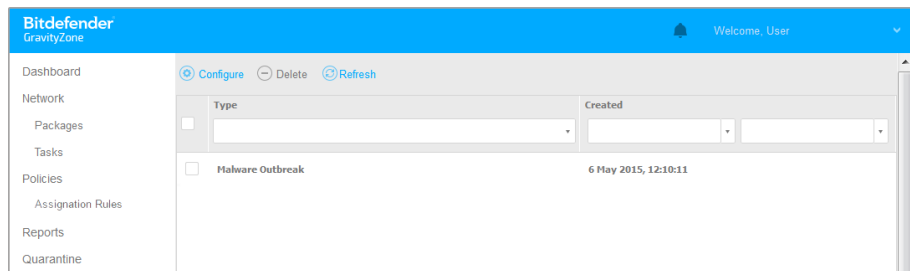 Bitdefender
GravityZone
Welcome, User
Dashboard
Network
Packages
Tasks
Policies
Assignation Rules
Reports
Quarantine
Configure Delete Refresh
Type Created
Malware Outbreak 6 May 2015, 12:10:11